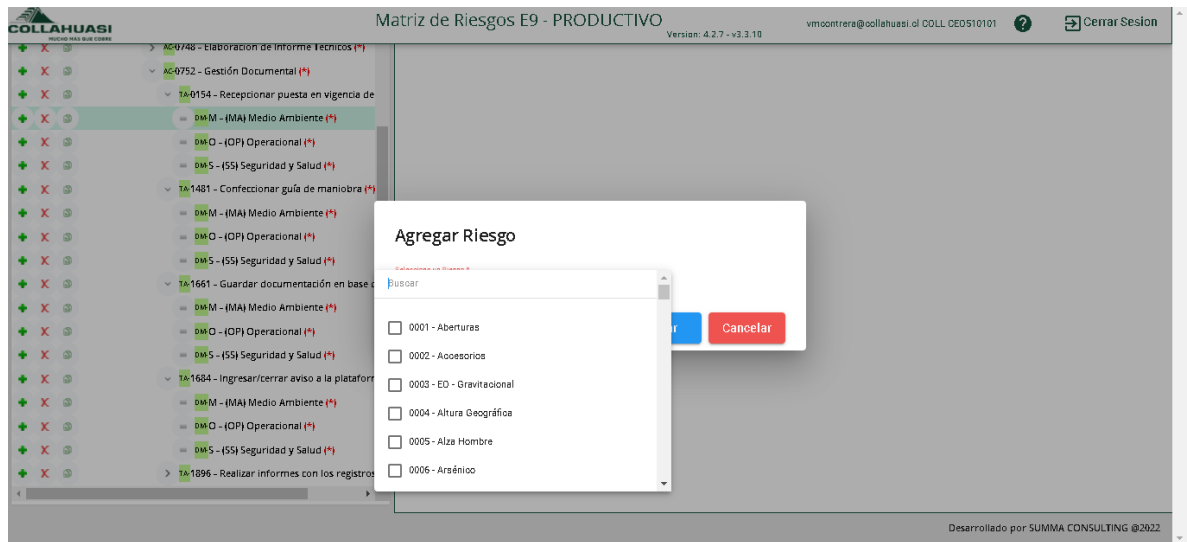 COLLAHUASI
MUCHO MÁS QUE COBRE
Matriz de Riesgos E9 - PRODUCTIVO
Version: 4.2.7 - v3.3.10
vmcontrera@collahuasi.cl COLL CEO510101
?
Cerrar Sesion
AC-0748 - Elaboración de Informe Técnicos (*)
AC-0752 - Gestión Documental (*)
TA-0154 - Recepcionar puesta en vigencia de
DM-M - (MA) Medio Ambiente (*)
DM-O - (OP) Operacional (*)
DM-S - (SS) Seguridad y Salud (*)
TA-1481 - Confeccionar guía de maniobra (*)
DM-M - (MA) Medio Ambiente (*)
DM-O - (OP) Operacional (*)
DM-S - (SS) Seguridad y Salud (*)
TA-1661 - Guardar documentación en base
DM-M - (MA) Medio Ambiente (*)
DM-O - (OP) Operacional (*)
DM-S - (SS) Seguridad y Salud (*)
TA-1684 - Ingresar/cerrar aviso a la platafor
DM-M - (MA) Medio Ambiente (*)
DM-O - (OP) Operacional (*)
DM-S - (SS) Seguridad y Salud (*)
TA-1896 - Realizar informes con los registros
Agregar Riesgo
Buscar
0001 - Aberturas
0002 - Accesorios
0003 - EO - Gravitacional
0004 - Altura Geográfica
0005 - Alza Hombre
0006 - Arsénico
Cancelar
Desarrollado por SUMMA CONSULTING @2022